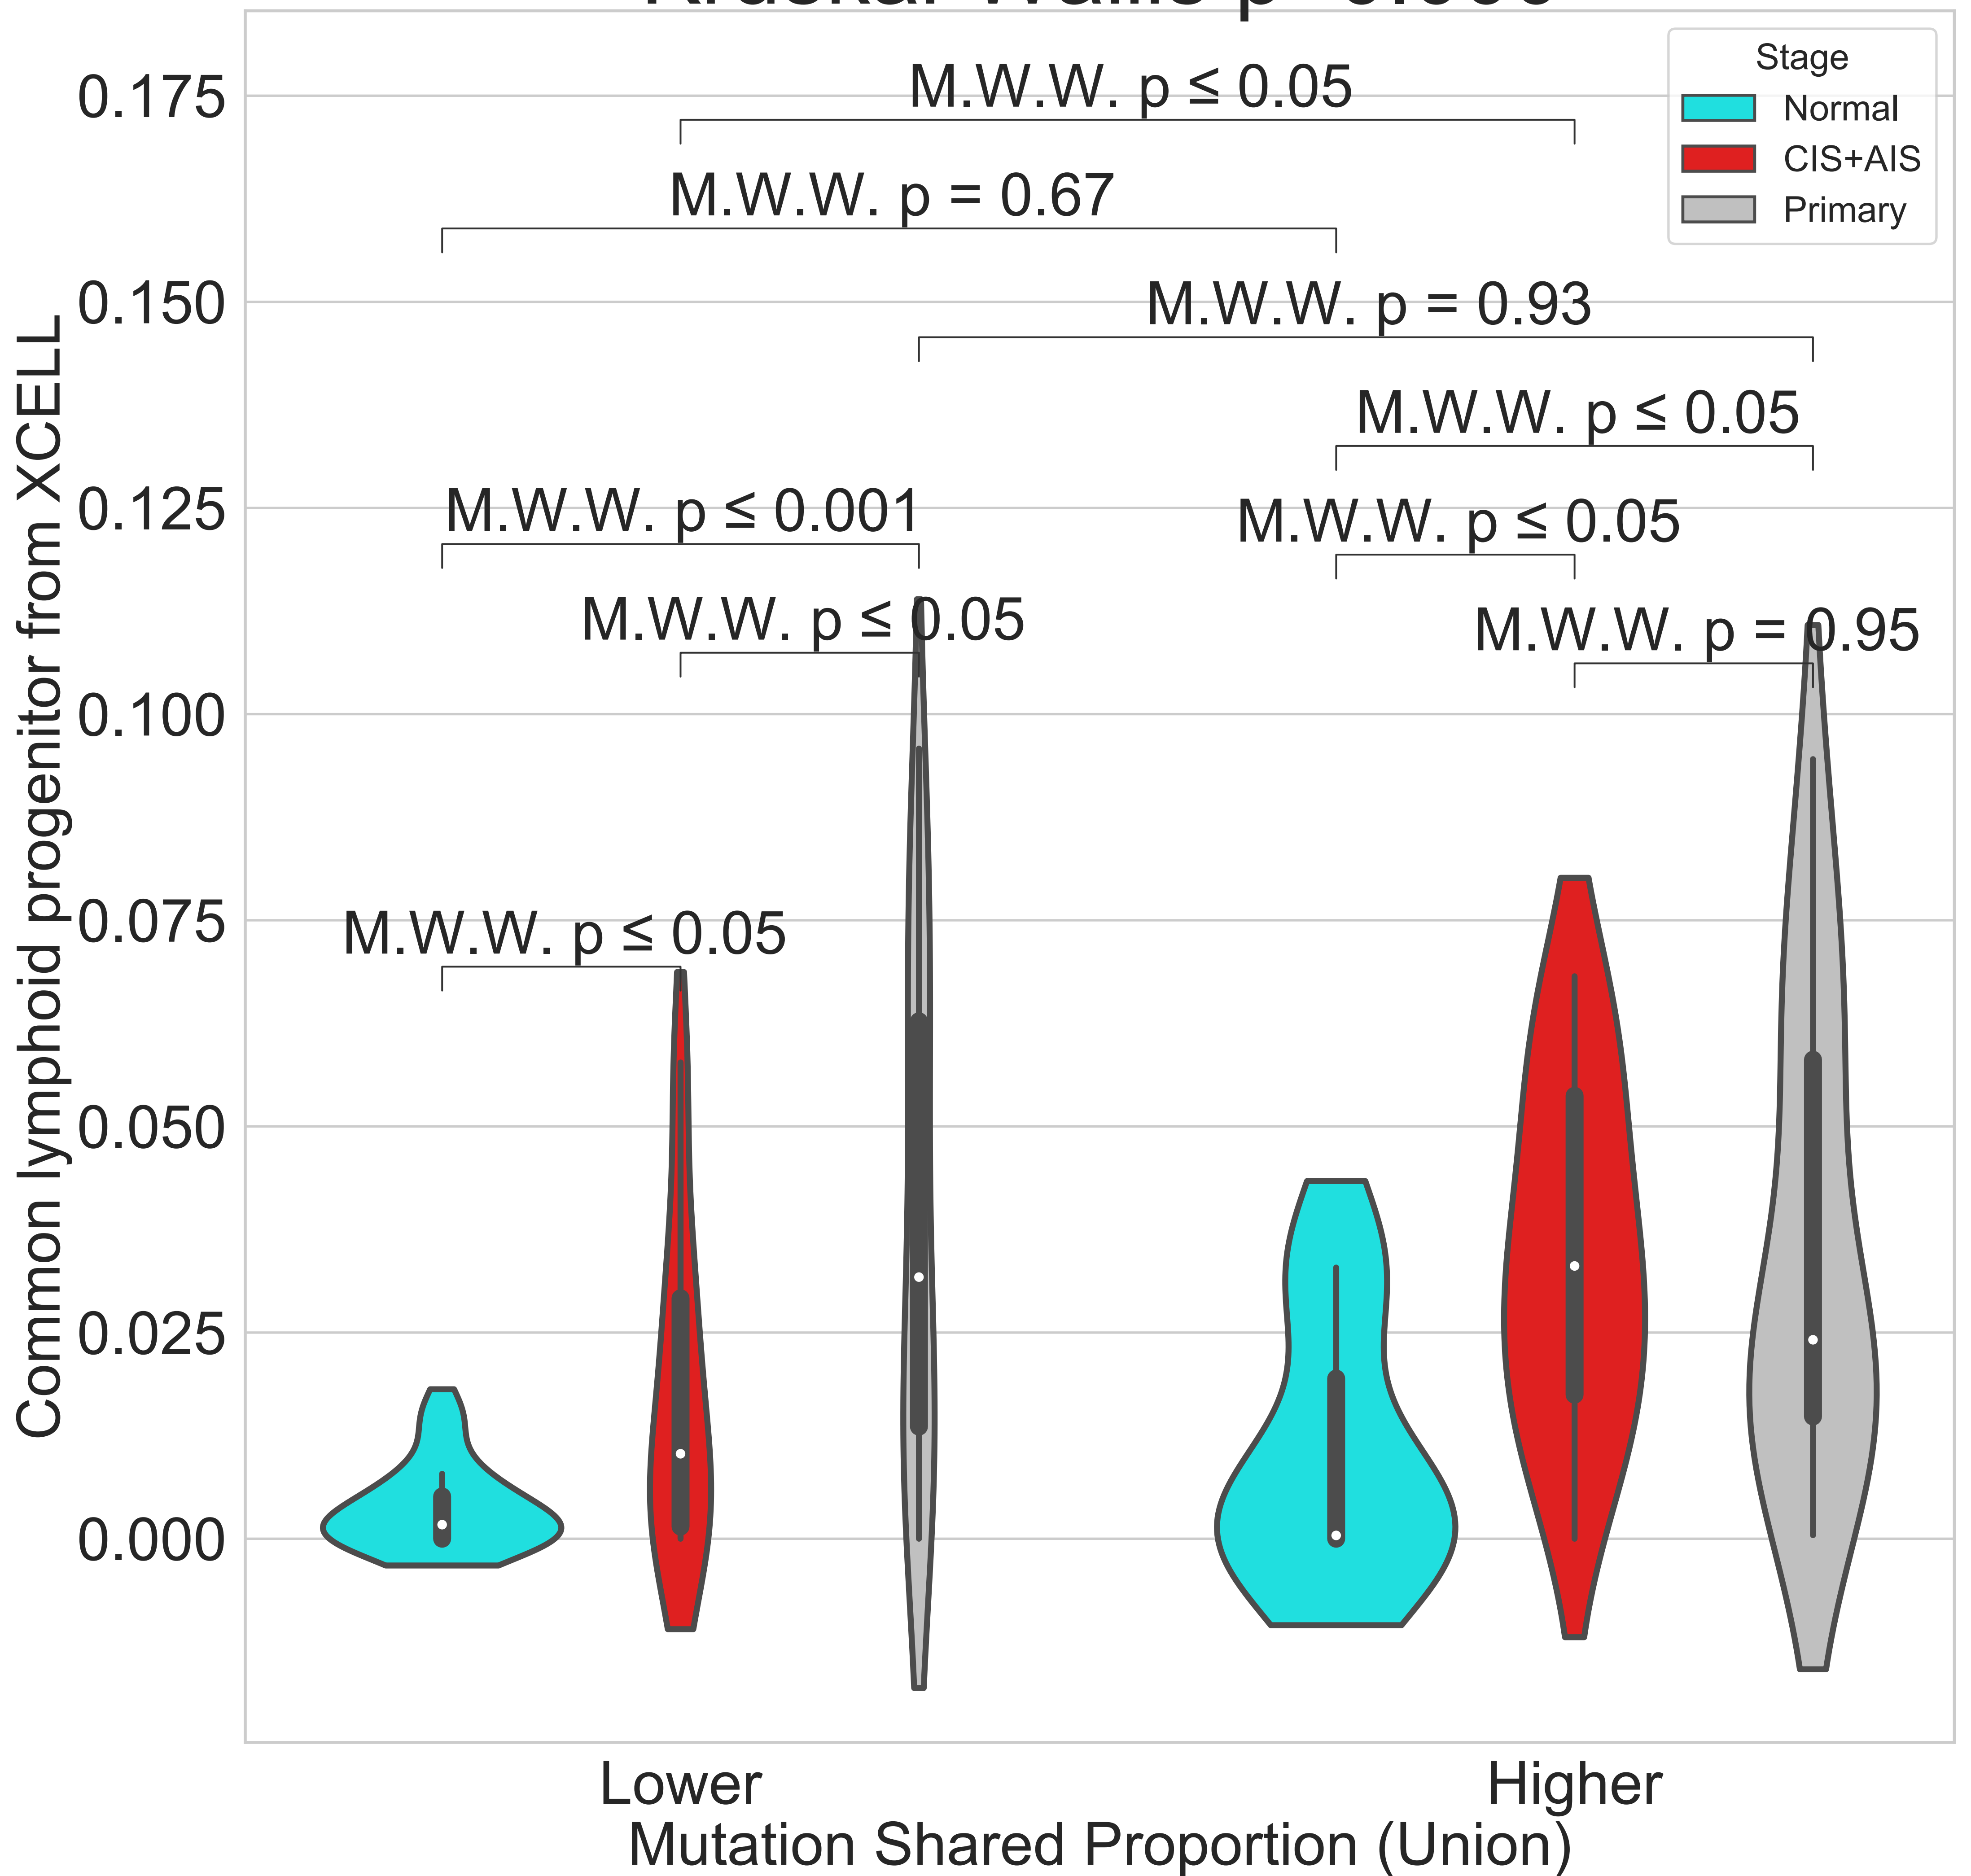 Stage
Normal
CIS+AIS
Primary
M.W.W. p ≤ 0.05
M.W.W. p = 0.67
M.W.W. p = 0.93
M.W.W. p ≤ 0.05
M.W.W. p ≤ 0.001
M.W.W. p ≤ 0.05
M.W.W. p ≤ 0.05
M.W.W. p = 0.95
M.W.W. p ≤ 0.05
0.175
0.150
0.125
0.100
0.075
0.050
0.025
0.000
Common lymphoid progenitor from XCELL
Lower
Higher
Mutation Shared Proportion (Union)